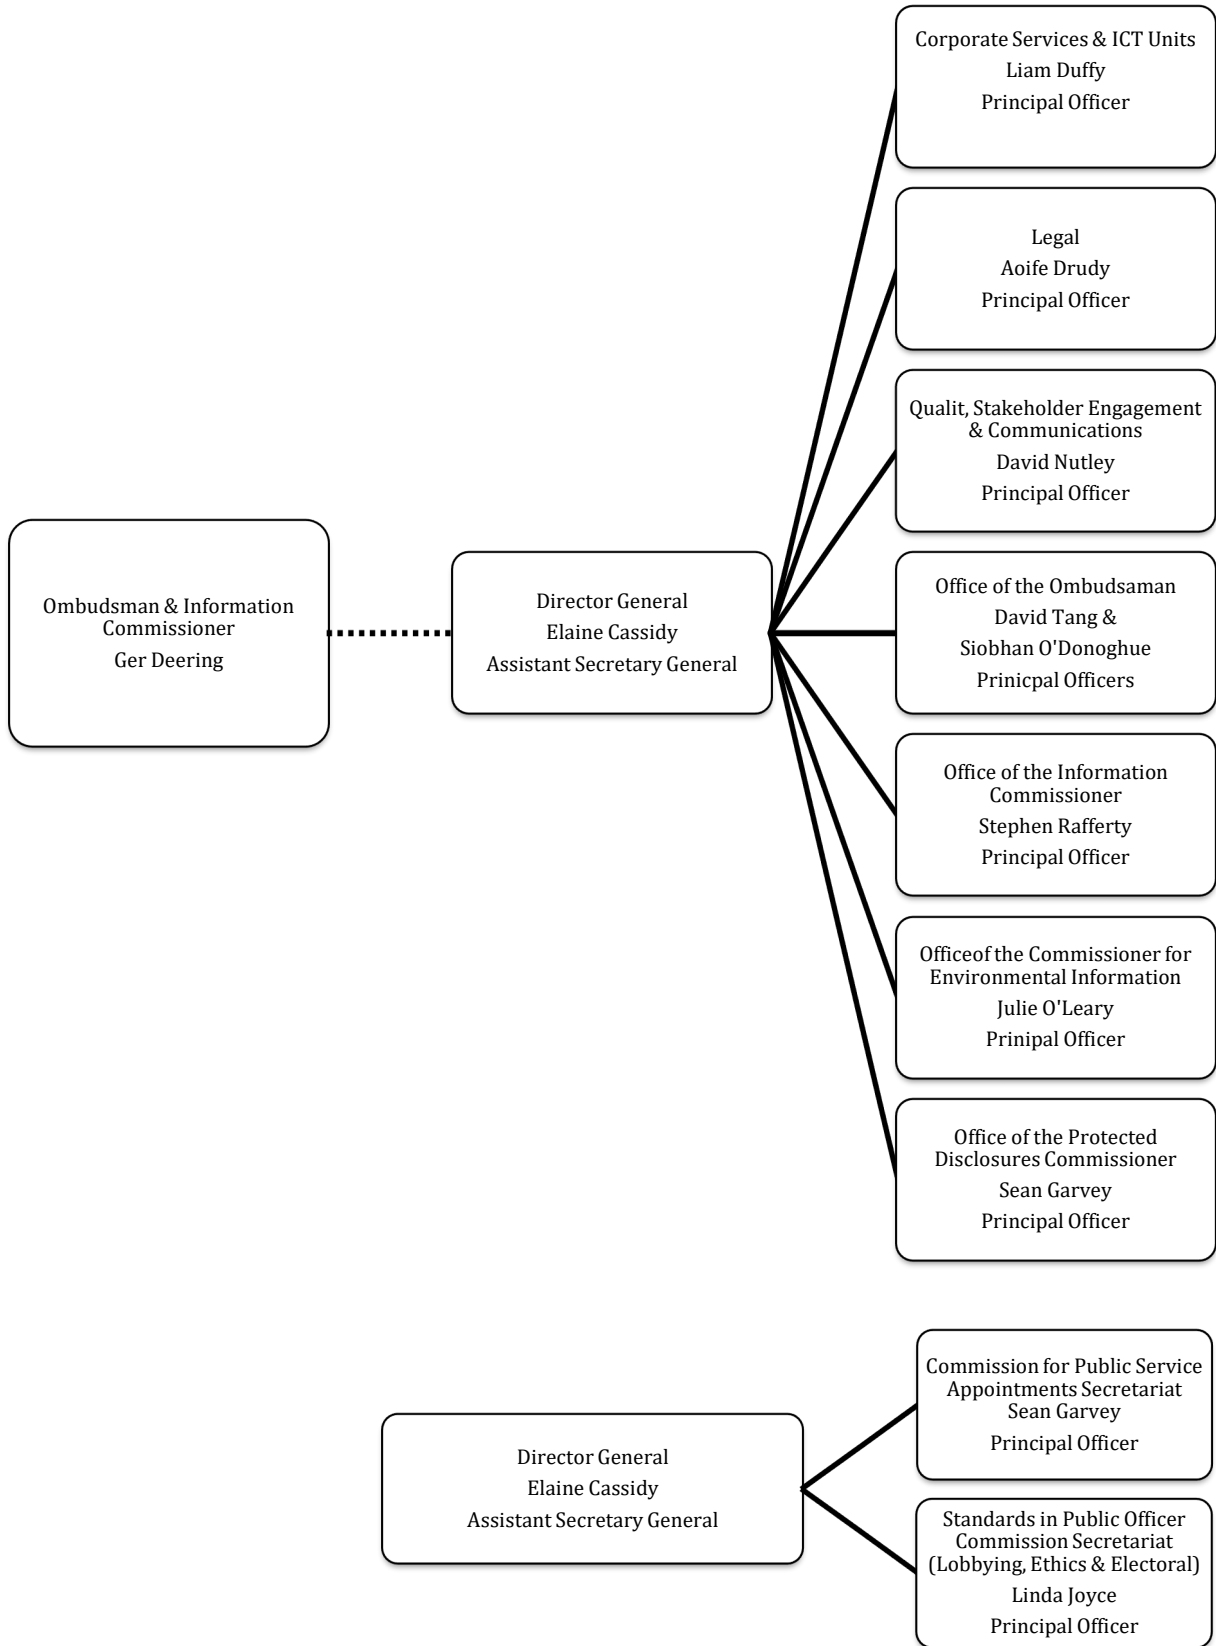 Corporate Services & ICT Units
Liam Duffy
Principal Officer
Legal
Aoife Drudy
Principal Officer
Qualit, Stakeholder Engagement
& Communications
David Nutley
Principal Officer
Ombudsman & Information
Commissioner
Ger Deering
Director General
Elaine Cassidy
Assistant Secretary General
Office of the Ombudsaman
David Tang &
Siobhan O'Donoghue
Prinicpal Officers
Office of the Information
Commissioner
Stephen Rafferty
Principal Officer
Officeof the Commissioner for
Environmental Information
Julie O'Leary
Prinipal Officer
Office of the Protected
Disclosures Commissioner
Sean Garvey
Principal Officer
Director General
Elaine Cassidy
Assistant Secretary General
Commission for Public Service
Appointments Secretariat
Sean Garvey
Principal Officer
Standards in Public Officer
Commission Secretariat
(Lobbying, Ethics & Electoral)
Linda Joyce
Principal Officer